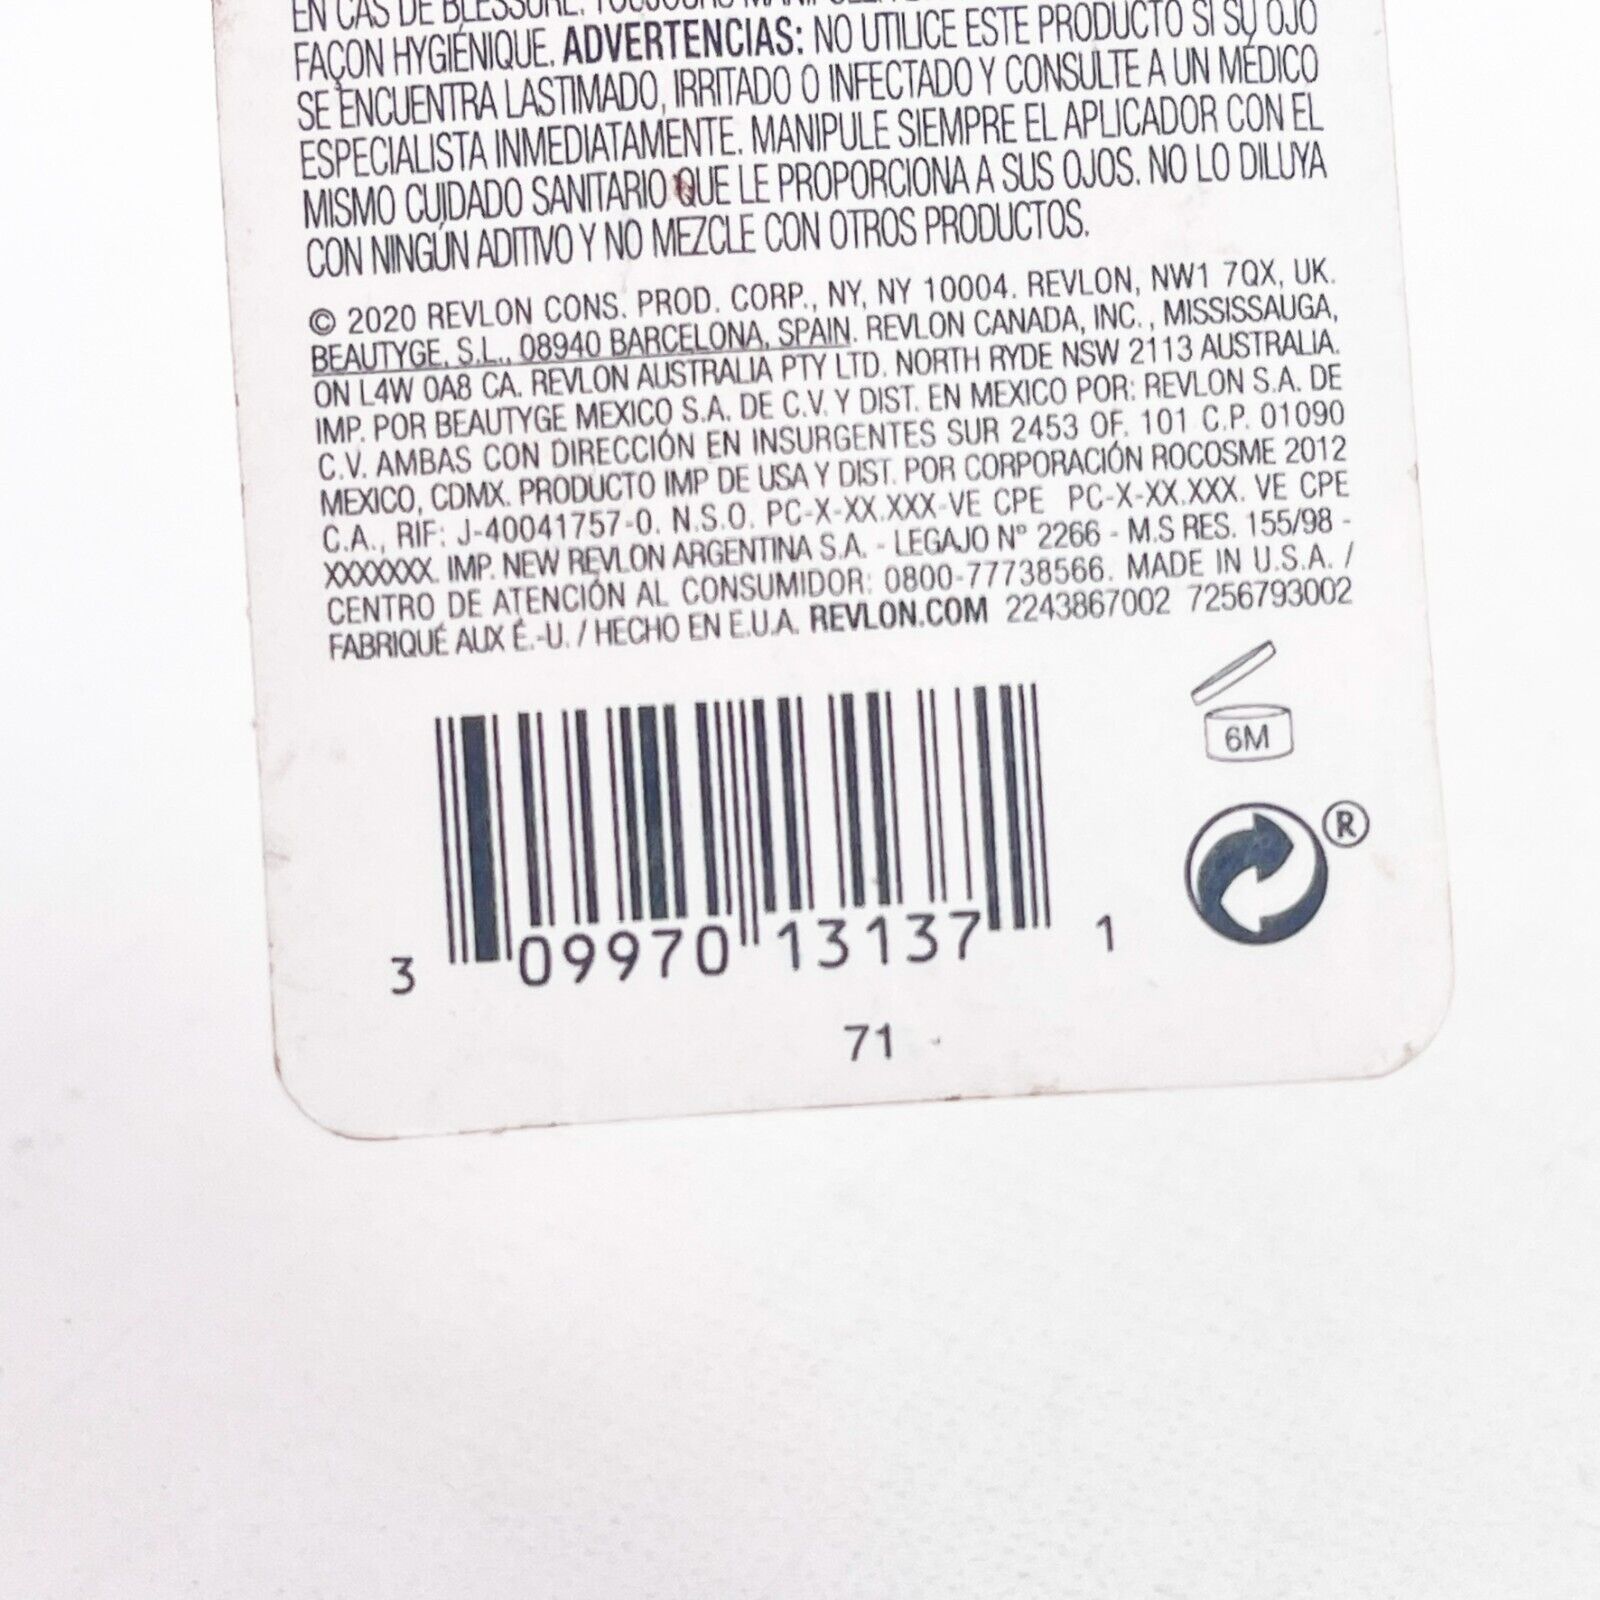 EN CAS DE BLESSURE. TOUJOURS
FAÇON HYGIÉNIQUE. ADVERTENCIAS: NO UTILICE ESTE PRODUCTO SI SU OJO
SE ENCUENTRA LASTIMADO, IRRITADO O INFECTADO Y CONSULTE A UN MÉDICO
ESPECIALISTA INMEDIATAMENTE. MANIPULE SIEMPRE EL APLICADOR CON EL
MISMO CUIDADO SANITARIO QUE LE PROPORCIONA A SUS OJOS. NO LO DILUYA
CON NINGÚN ADITIVO Y NO MEZCLE CON OTROS PRODUCTOS.
© 2020 REVLON CONS. PROD. CORP., NY, NY 10004. REVLON, NW1 7QX, UK.
BEAUTYGE, S.L., 08940 BARCELONA, SPAIN. REVLON CANADA, INC., MISSISSAUGA,
ON L4W 0A8 CA. REVLON AUSTRALIA PTY LTD. NORTH RYDE NSW 2113 AUSTRALIA.
IMP. POR BEAUTYGE MEXICO S.A. DE C.V. Y DIST. EN MEXICO POR: REVLON S.A. DE
C.V. AMBAS CON DIRECCIÓN EN INSURGENTES SUR 2453 OF. 101 C.P. 01090
MEXICO, CDMX. PRODUCTO IMP DE USA Y DIST. POR CORPORACIÓN ROCOSME 2012
C.A., RIF: J-40041757-0. N.S.O. PC-X-XX.XXX-VE CPE PC-X-XX.XXX. VE CPE
XXXXXXX. IMP. NEW REVLON ARGENTINA S.A. - LEGAJO N° 2266 - M.S RES. 155/98 -
CENTRO DE ATENCIÓN AL CONSUMIDOR: 0800-77738566. MADE IN U.S.A. /
FABRIQUÉ AUX É.-U. / HECHO EN E.U.A. REVLON.COM 2243867002 7256793002
6M
®
3 09970 13137 1
71